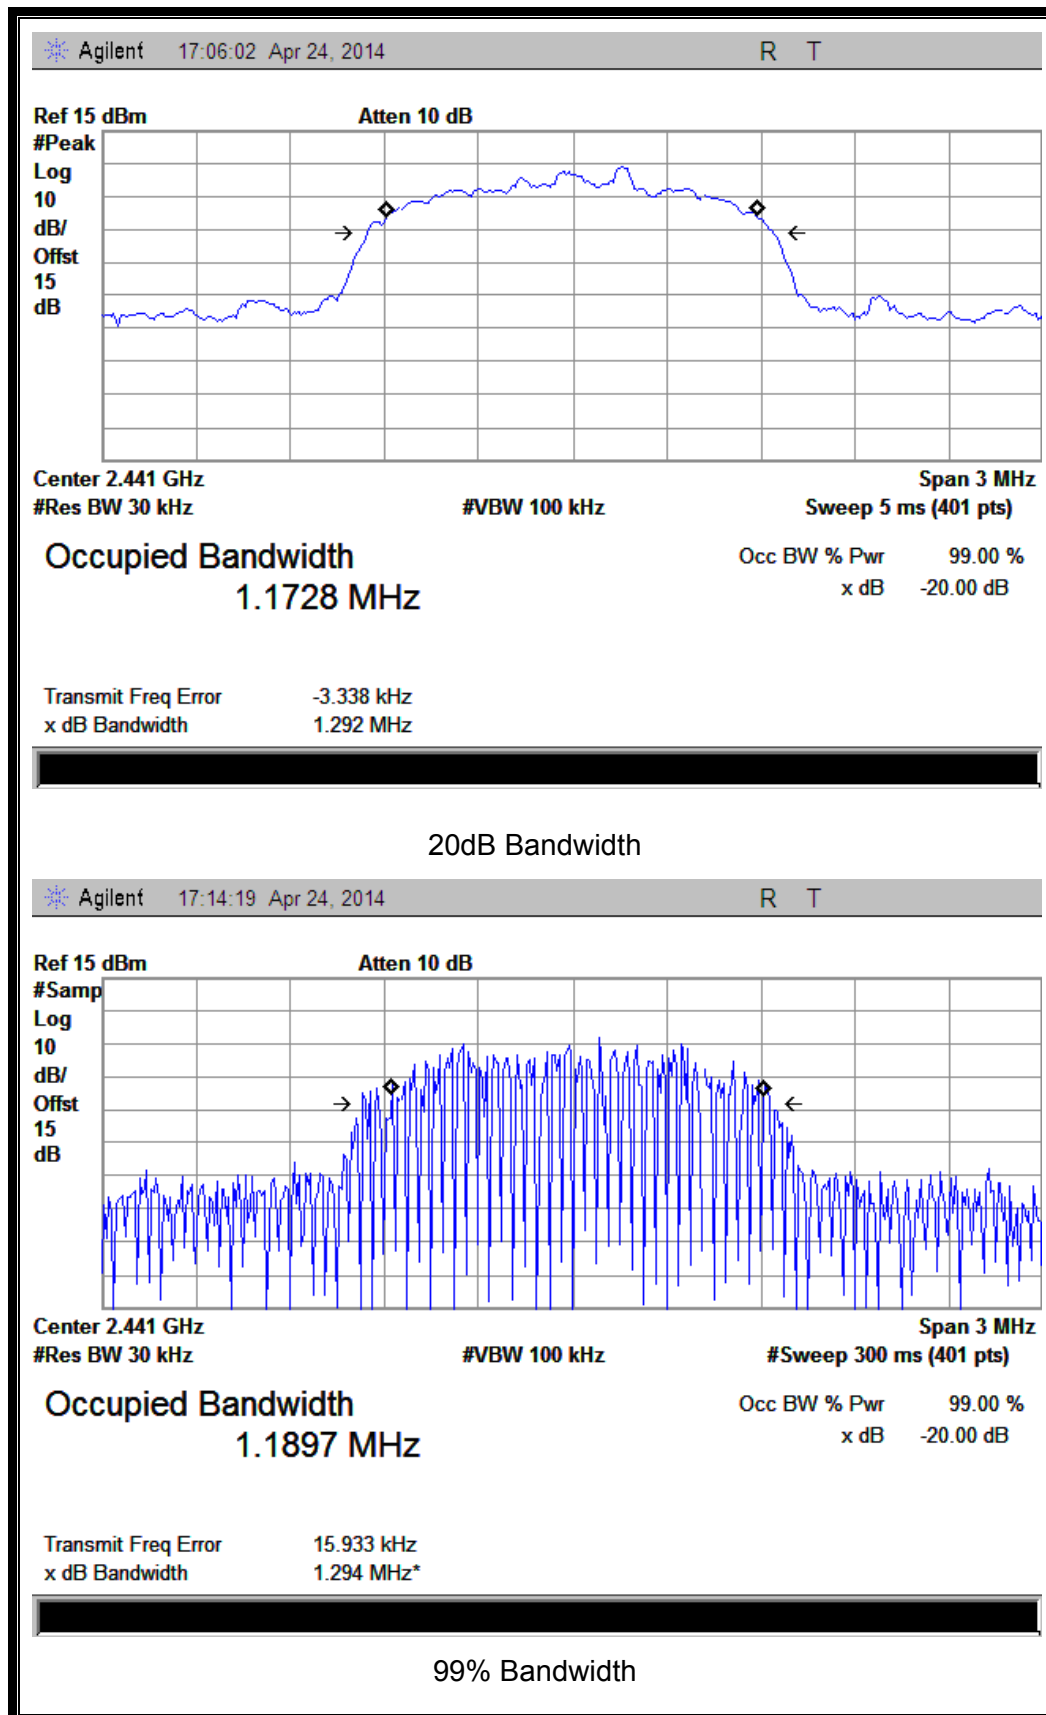 Agilent 17:06:02 Apr 24, 2014 R T
Ref 15 dBm Atten 10 dB
#Peak
Log
10
dB/
Offst
15
dB
Center 2.441 GHz Span 3 MHz
#Res BW 30 kHz #VBW 100 kHz Sweep 5 ms (401 pts)
Occupied Bandwidth Occ BW % Pwr 99.00 %
1.1728 MHz x dB -20.00 dB
Transmit Freq Error -3.338 kHz
x dB Bandwidth 1.292 MHz
20dB Bandwidth
Agilent 17:14:19 Apr 24, 2014 R T
Ref 15 dBm Atten 10 dB
#Samp
Log
10
dB/
Offst
15
dB
Center 2.441 GHz Span 3 MHz
#Res BW 30 kHz #VBW 100 kHz #Sweep 300 ms (401 pts)
Occupied Bandwidth Occ BW % Pwr 99.00 %
1.1897 MHz x dB -20.00 dB
Transmit Freq Error 15.933 kHz
x dB Bandwidth 1.294 MHz*
99% Bandwidth